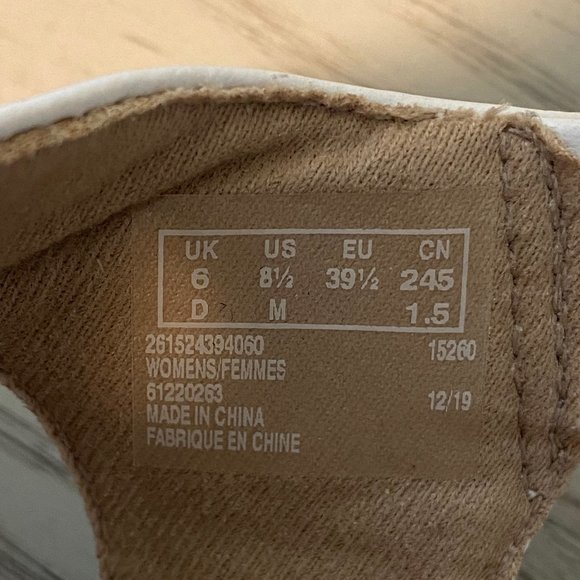 UK US EU CN
6 8½ 39½ 245
D M 1.5
261524394060 15260
WOMENS/FEMMES
61220263 12/19
MADE IN CHINA
FABRIQUE EN CHINE